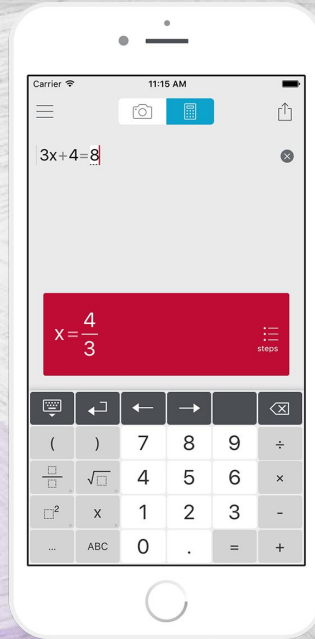 Carrier 11:15 AM
3x+4=8
x=4/3
steps
( ) 7 8 9 ÷
√ 4 5 6 ×
² x 1 2 3 -
... ABC 0 . = +